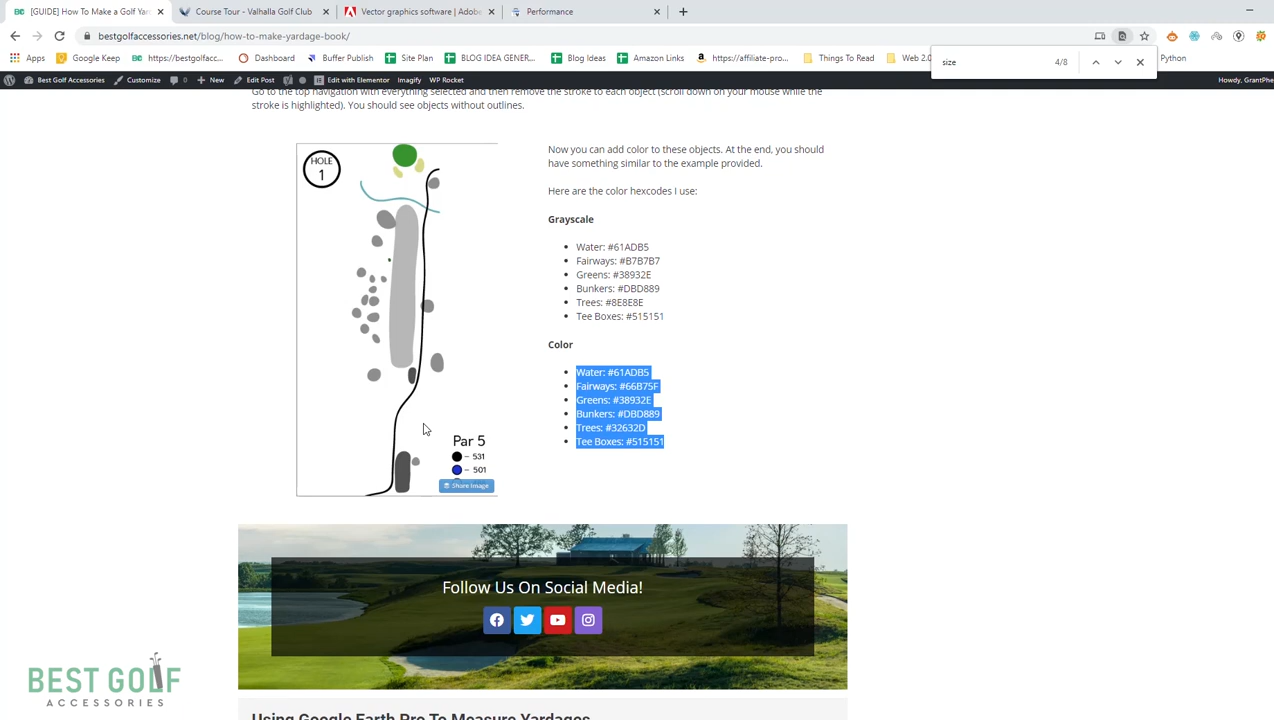 [GUIDE] How To Make a Golf Yard
Course Tour - Valhalla Golf Club
Vector graphics software | Adobe
Performance
bestgolfaccessories.net/blog/how-to-make-yardage-book/
Apps
Google Keep
https://bestgolfacc...
Dashboard
Buffer Publish
Site Plan
BLOG IDEA GENER...
Blog Ideas
Amazon Links
https://affiliate-pro...
Things To Read
Web 2.0
Python
size
4/8
Best Golf Accessories
Customize
0
New
Edit Post
Edit with Elementor
Imagify
WP Rocket
Howdy, GrantPhe
Go to the top navigation with everything selected and then remove the stroke to each object (scroll down on your mouse while the
stroke is highlighted). You should see objects without outlines.
HOLE
1
Par 5
531
501
Share Image
Now you can add color to these objects. At the end, you should
have something similar to the example provided.
Here are the color hexcodes I use:
Grayscale
Water: #61ADB5
Fairways: #B7B7B7
Greens: #38932E
Bunkers: #DBD889
Trees: #8E8E8E
Tee Boxes: #515151
Color
Water: #61ADB5
Fairways: #66B75F
Greens: #38932E
Bunkers: #DBD889
Trees: #32632D
Tee Boxes: #515151
Follow Us On Social Media!
BEST GOLF
ACCESSORIES
Using Google Earth Pro To Measure Yardages